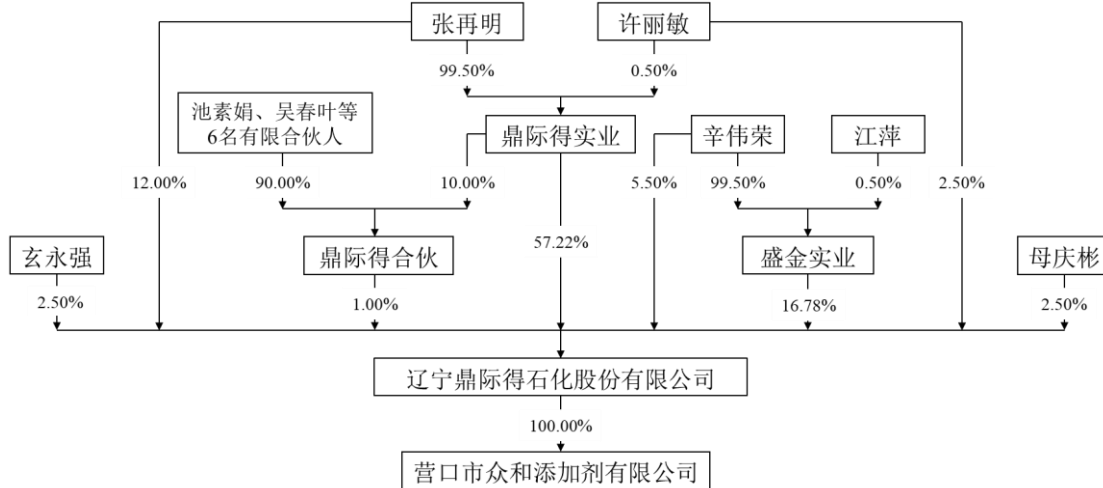 张再明
许丽敏
99.50%
0.50%
池素娟、吴春叶等
6名有限合伙人
鼎际得实业
辛伟荣
江萍
12.00%
90.00%
10.00%
5.50%
99.50%
0.50%
2.50%
57.22%
玄永强
鼎际得合伙
盛金实业
母庆彬
2.50%
1.00%
16.78%
2.50%
辽宁鼎际得石化股份有限公司
100.00%
营口市众和添加剂有限公司